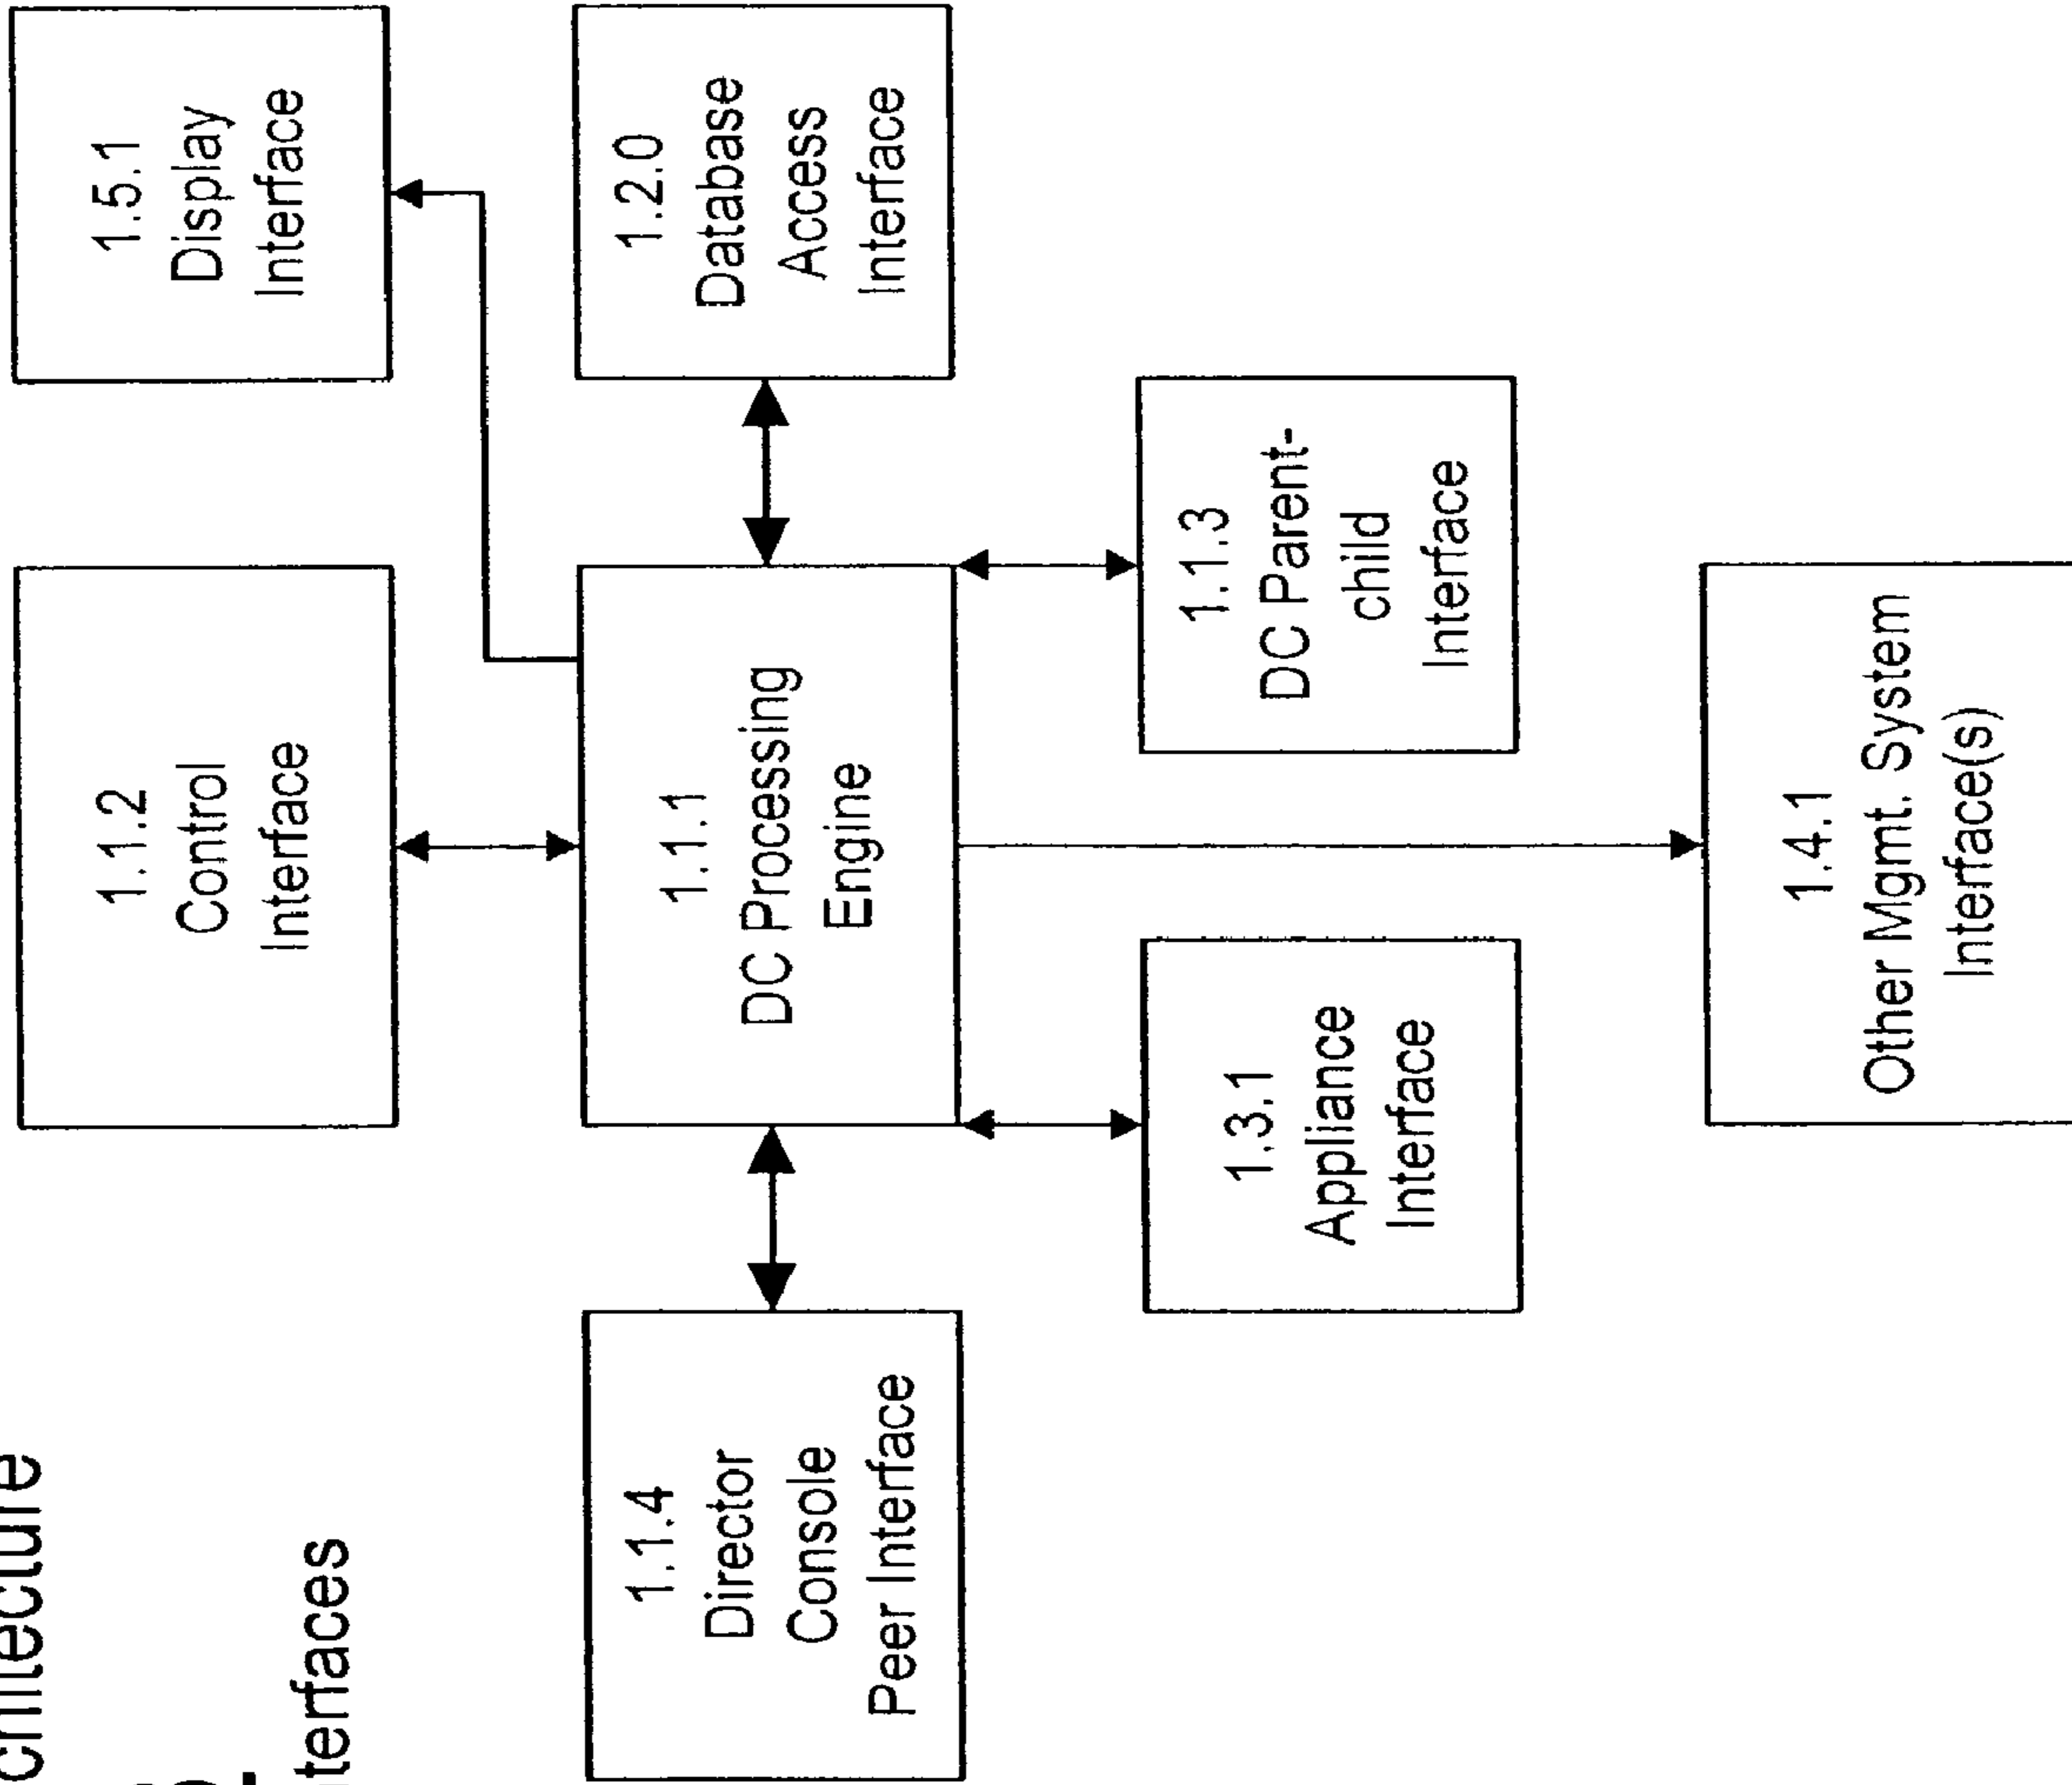 chitecture
terfaces
1.1.2
Control
Interface
1.5.1
Display
Interface
1.1.4
Director
Console
Peer Interface
1.1.1
DC Processing
Engine
1.2.0
Database
Access
Interface
1.3.1
Appliance
Interface
1.1.3
DC Parent-
child
Interface
1.4.1
Other Mgmt. System
Interface(s)